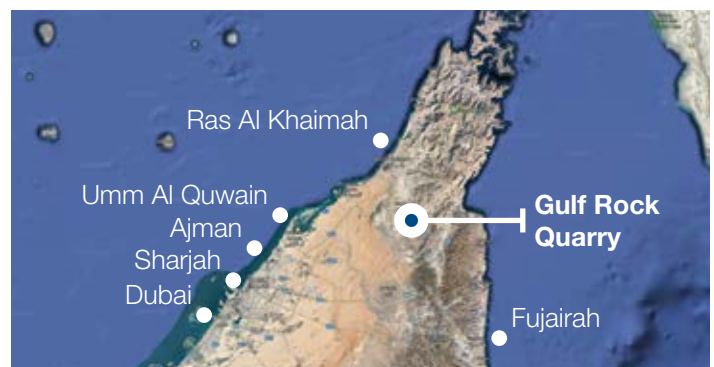 Ras Al Khaimah
Umm Al Quwain
Ajman
Sharjah
Dubai
Gulf Rock
Quarry
Fujairah